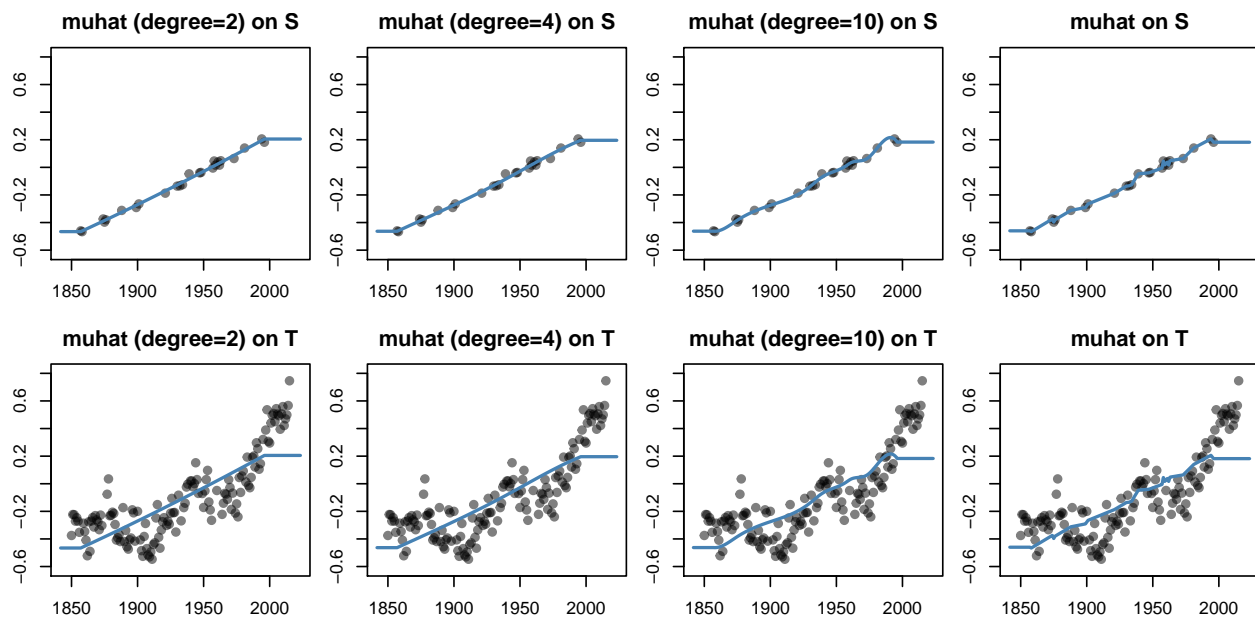 muhat (degree=2) on S
muhat (degree=4) on S
muhat (degree=10) on S
muhat on S
0.6
0.2
−0.2
−0.6
1850 1900 1950 2000
0.6
0.2
−0.2
−0.6
1850 1900 1950 2000
0.6
0.2
−0.2
−0.6
1850 1900 1950 2000
0.6
0.2
−0.2
−0.6
1850 1900 1950 2000
muhat (degree=2) on T
muhat (degree=4) on T
muhat (degree=10) on T
muhat on T
0.6
0.2
−0.2
−0.6
1850 1900 1950 2000
0.6
0.2
−0.2
−0.6
1850 1900 1950 2000
0.6
0.2
−0.2
−0.6
1850 1900 1950 2000
0.6
0.2
−0.2
−0.6
1850 1900 1950 2000